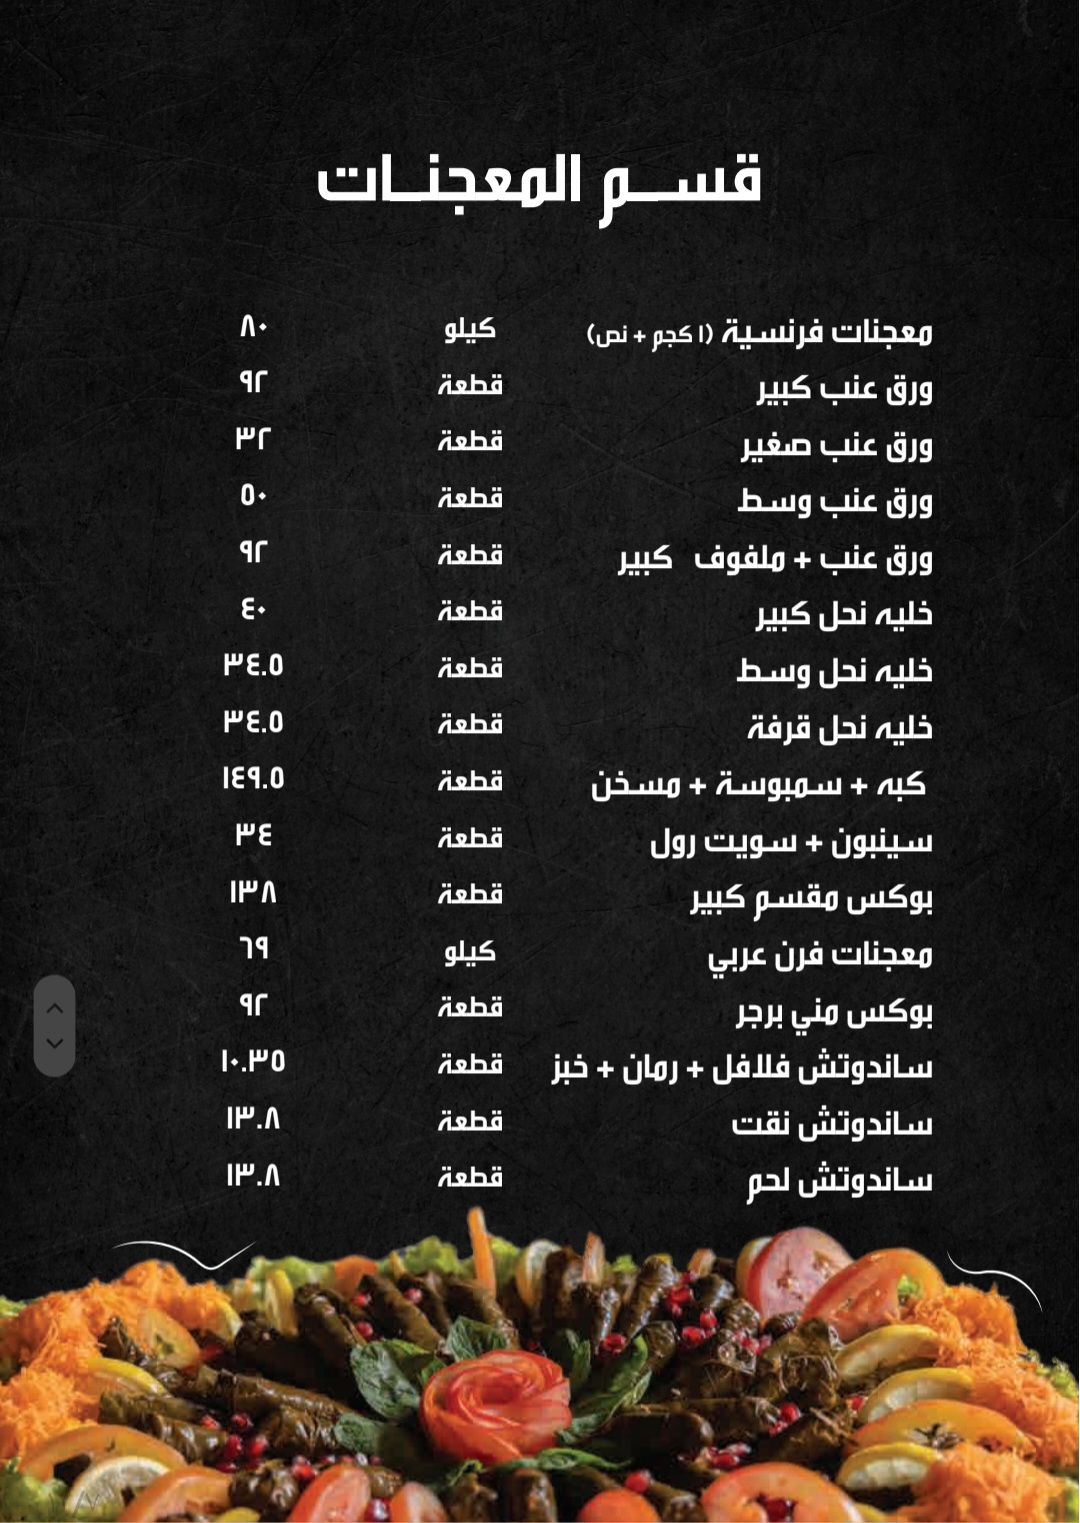 قسم المعجنات
معجنات فرنسية (١ كجم + نص) كيلو ٨٠
ورق عنب كبير قطعة ٩٢
ورق عنب صغير قطعة ٣٢
ورق عنب وسط قطعة ٥٠
ورق عنب + ملفوف كبير قطعة ٩٢
خليه نحل كبير قطعة ٤٠
خليه نحل وسط قطعة ٣٤.٥
خليه نحل قرفة قطعة ٣٤.٥
كبه + سمبوسة + مسخن قطعة ١٤٩.٥
سينبون + سويت رول قطعة ٣٤
بوكس مقسم كبير قطعة ١٣٨
معجنات فرن عربي كيلو ٦٩
بوكس مني برجر قطعة ٩٢
ساندوتش فلافل + رمان + خبز قطعة ١٠.٣٥
ساندوتش نقت قطعة ١٣.٨
ساندوتش لحم قطعة ١٣.٨